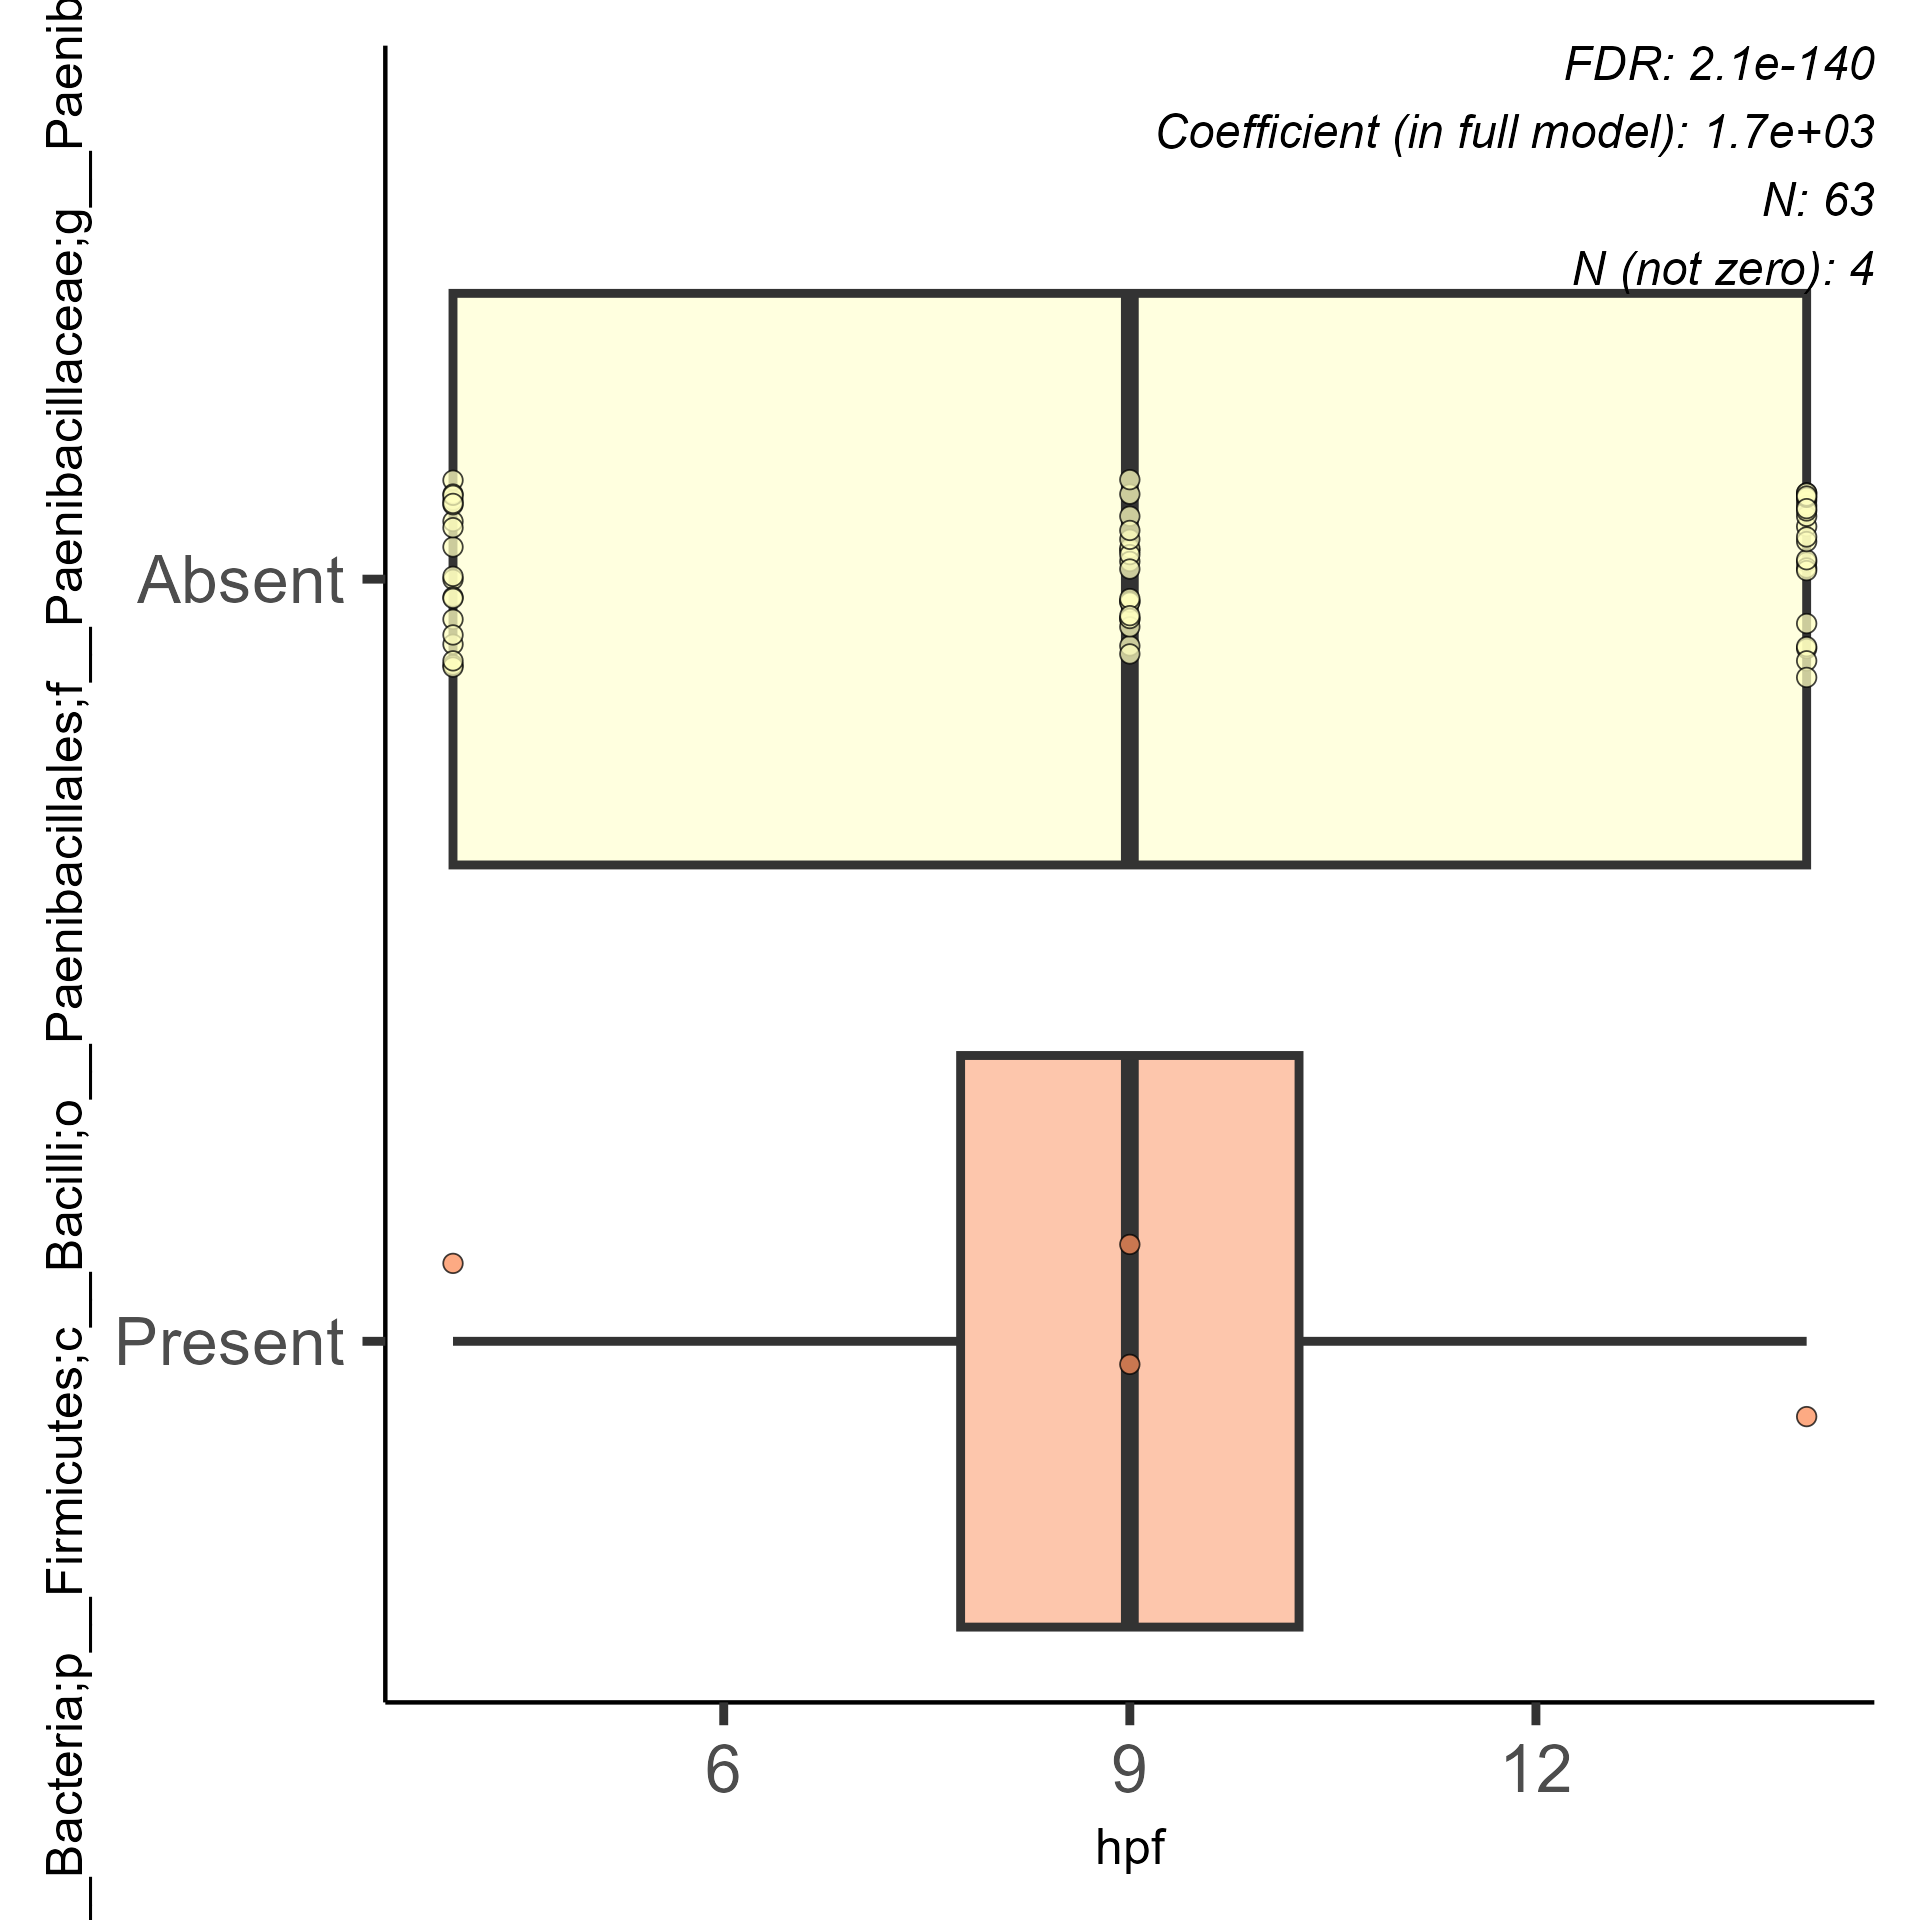 FDR: 2.1e-140
Coefficient (in full model): 1.7e+03
N: 63
N (not zero): 4
__Bacteria;p__Firmicutes;c__Bacilli;o__Paenibacillales;f__Paenibacillaceae;g__Paenib
Absent
Present
6 9 12
hpf